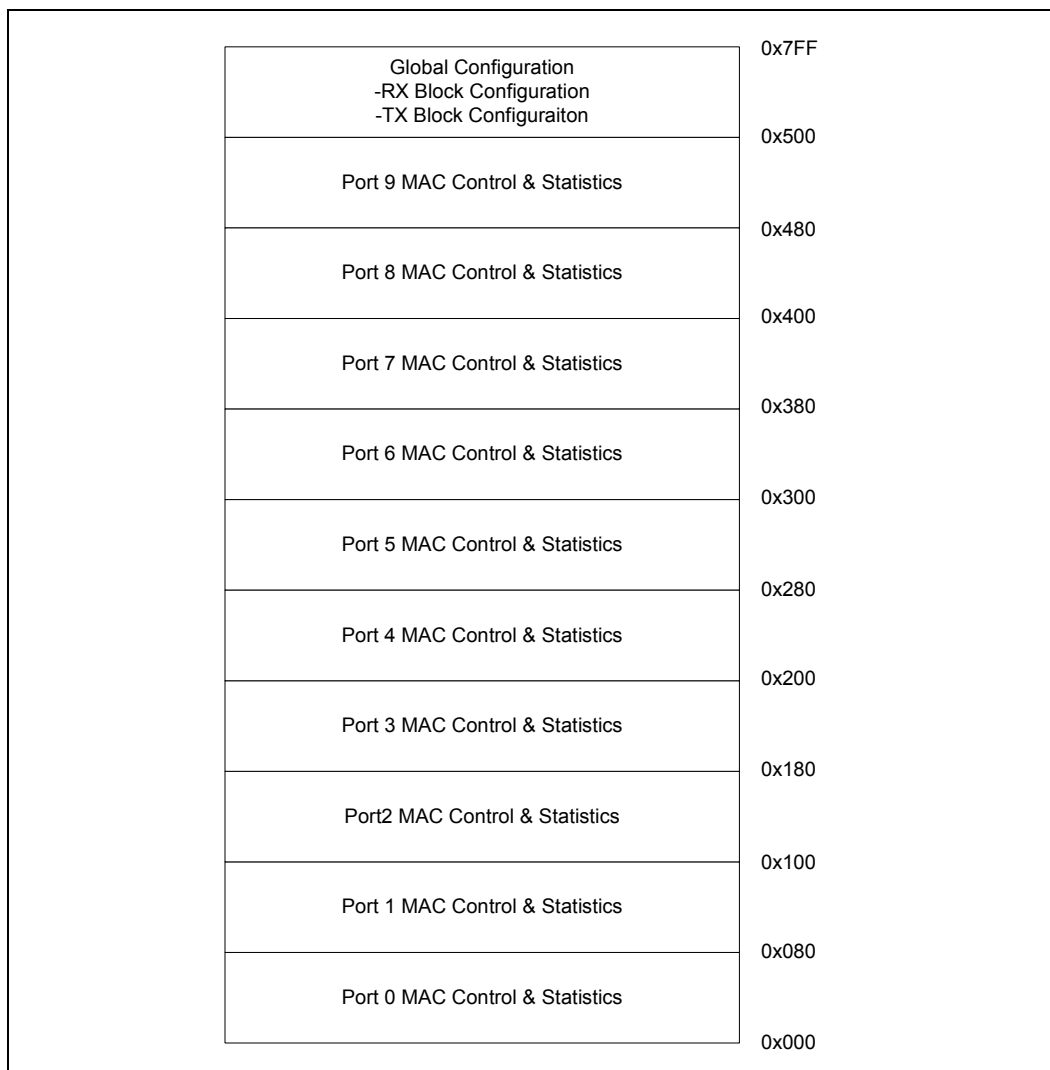 0x7FF
Global Configuration
-RX Block Configuration
-TX Block Configuraiton
0x500
Port 9 MAC Control & Statistics
0x480
Port 8 MAC Control & Statistics
0x400
Port 7 MAC Control & Statistics
0x380
Port 6 MAC Control & Statistics
0x300
Port 5 MAC Control & Statistics
0x280
Port 4 MAC Control & Statistics
0x200
Port 3 MAC Control & Statistics
0x180
Port2 MAC Control & Statistics
0x100
Port 1 MAC Control & Statistics
0x080
Port 0 MAC Control & Statistics
0x000